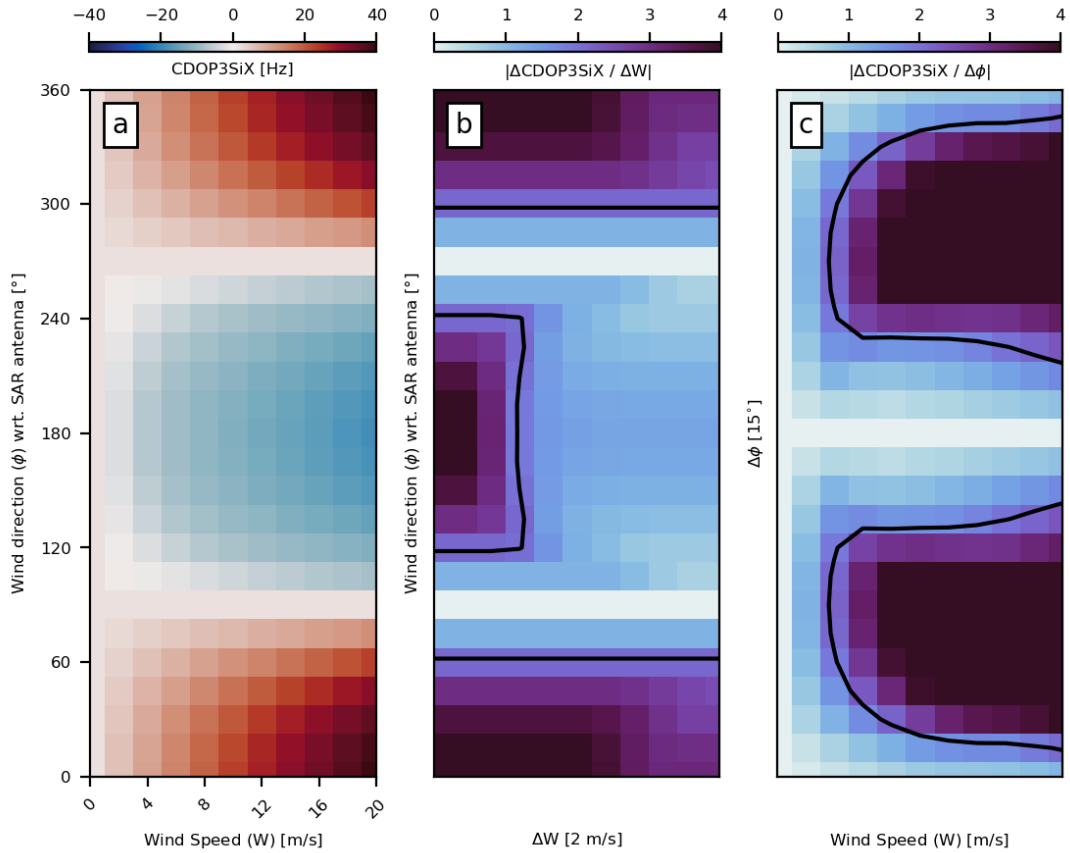 −40 −20 0 20 40
CDOP3SiX [Hz]
0 1 2 3 4
|ΔCDOP3SiX / ΔW|
0 1 2 3 4
|ΔCDOP3SiX / Δϕ|
a
b
c
360
300
240
180
120
60
0
Wind direction (ϕ) wrt. SAR antenna [°]
0 4 8 12 16 20
Wind Speed (W) [m/s]
Wind direction (ϕ) wrt. SAR antenna [°]
ΔW [2 m/s]
Δϕ [15°]
Wind Speed (W) [m/s]